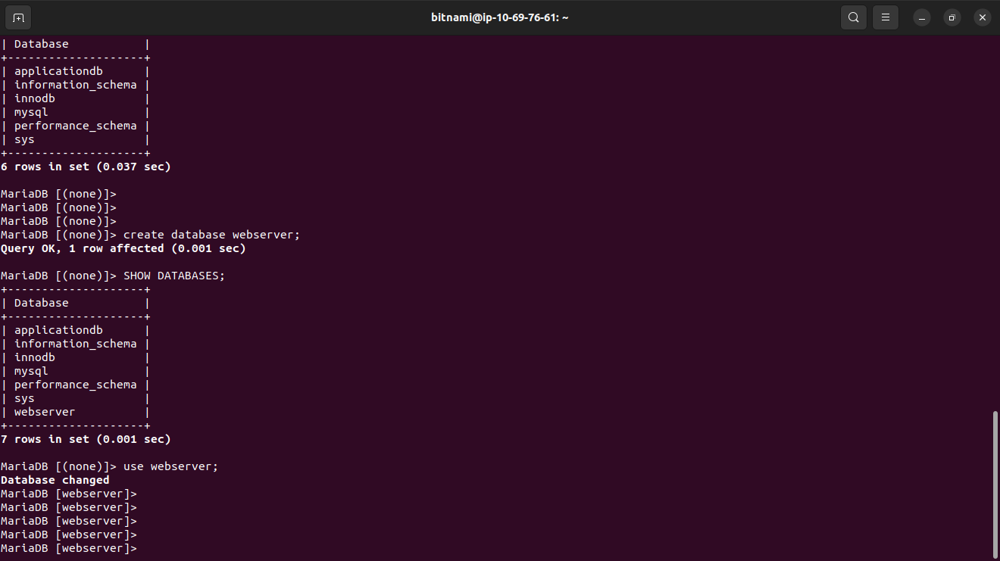 bitnami@ip-10-69-76-61: ~
| Database            |
+--------------------+
| applicationdb      |
| information_schema |
| innodb             |
| mysql              |
| performance_schema |
| sys                |
+--------------------+
6 rows in set (0.037 sec)

MariaDB [(none)]>
MariaDB [(none)]>
MariaDB [(none)]>
MariaDB [(none)]> create database webserver;
Query OK, 1 row affected (0.001 sec)

MariaDB [(none)]> SHOW DATABASES;
+--------------------+
| Database           |
+--------------------+
| applicationdb      |
| information_schema |
| innodb             |
| mysql              |
| performance_schema |
| sys                |
| webserver          |
+--------------------+
7 rows in set (0.001 sec)

MariaDB [(none)]> use webserver;
Database changed
MariaDB [webserver]>
MariaDB [webserver]>
MariaDB [webserver]>
MariaDB [webserver]>
MariaDB [webserver]>